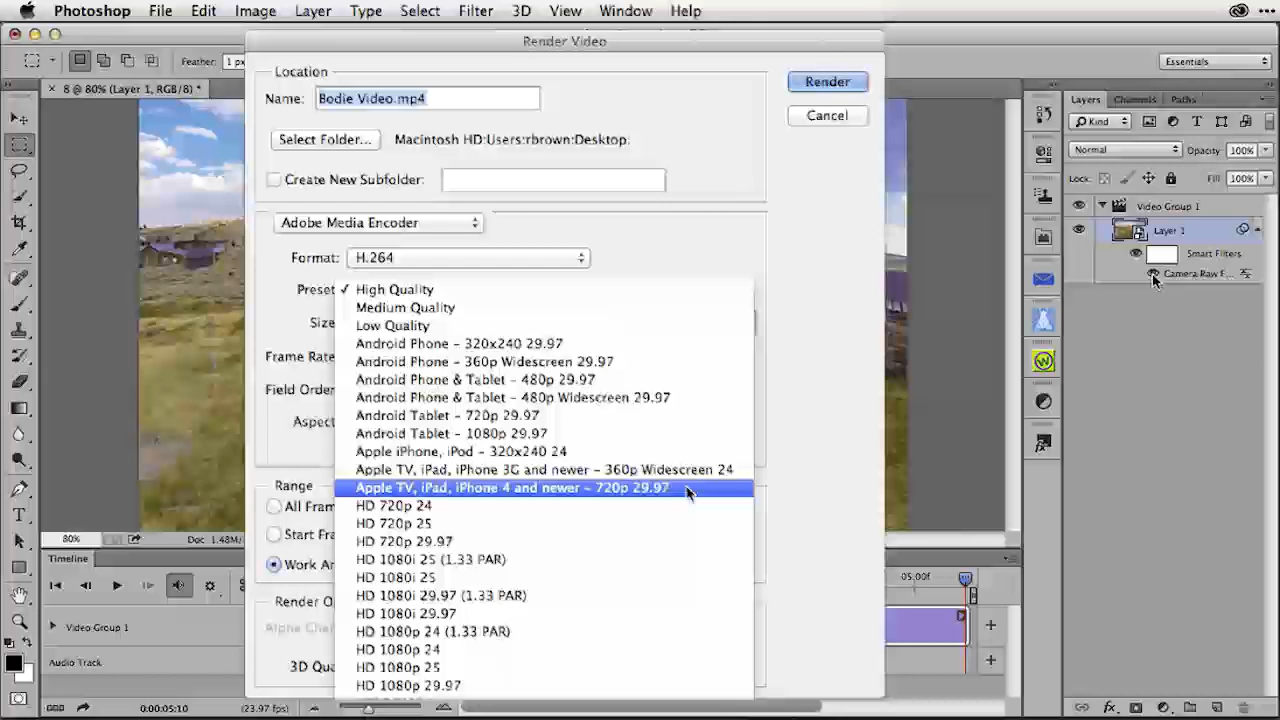 Photoshop File Edit Image Layer Type Select Filter 3D View Window Help
Render Video
Feather: 1 px
Essentials
× 8 @ 80% (Layer 1, RGB/8) *
Location
Name: Bodie Video.mp4
Render
Select Folder... Macintosh HD:Users:rbrown:Desktop:
Cancel
Create New Subfolder:
Adobe Media Encoder
Format: H.264
Preset ✓ High Quality
Medium Quality
Size
Low Quality
Android Phone - 320x240 29.97
Frame Rate
Android Phone - 360p Widescreen 29.97
Android Phone & Tablet - 480p 29.97
Field Order
Android Phone & Tablet - 480p Widescreen 29.97
Android Tablet - 720p 29.97
Aspect
Android Tablet - 1080p 29.97
Apple iPhone, iPod - 320x240 24
Apple TV, iPad, iPhone 3G and newer - 360p Widescreen 24
Range
Apple TV, iPad, iPhone 4 and newer - 720p 29.97
All Fram
HD 720p 24
HD 720p 25
Start Fra
HD 720p 29.97
HD 1080i 25 (1.33 PAR)
Work Ar
HD 1080i 25
HD 1080i 29.97 (1.33 PAR)
Render Op
HD 1080i 29.97
Alpha Chan
HD 1080p 24 (1.33 PAR)
HD 1080p 24
3D Qua
HD 1080p 25
HD 1080p 29.97
Layers Channels Paths
Kind
Normal Opacity: 100%
Lock: Fill: 100%
Video Group 1
Layer 1
Smart Filters
Camera Raw F...
80% Doc: 1.48M/
Timeline
05:00f
Video Group 1
Audio Track
0:00:05:10 (23.97 fps)